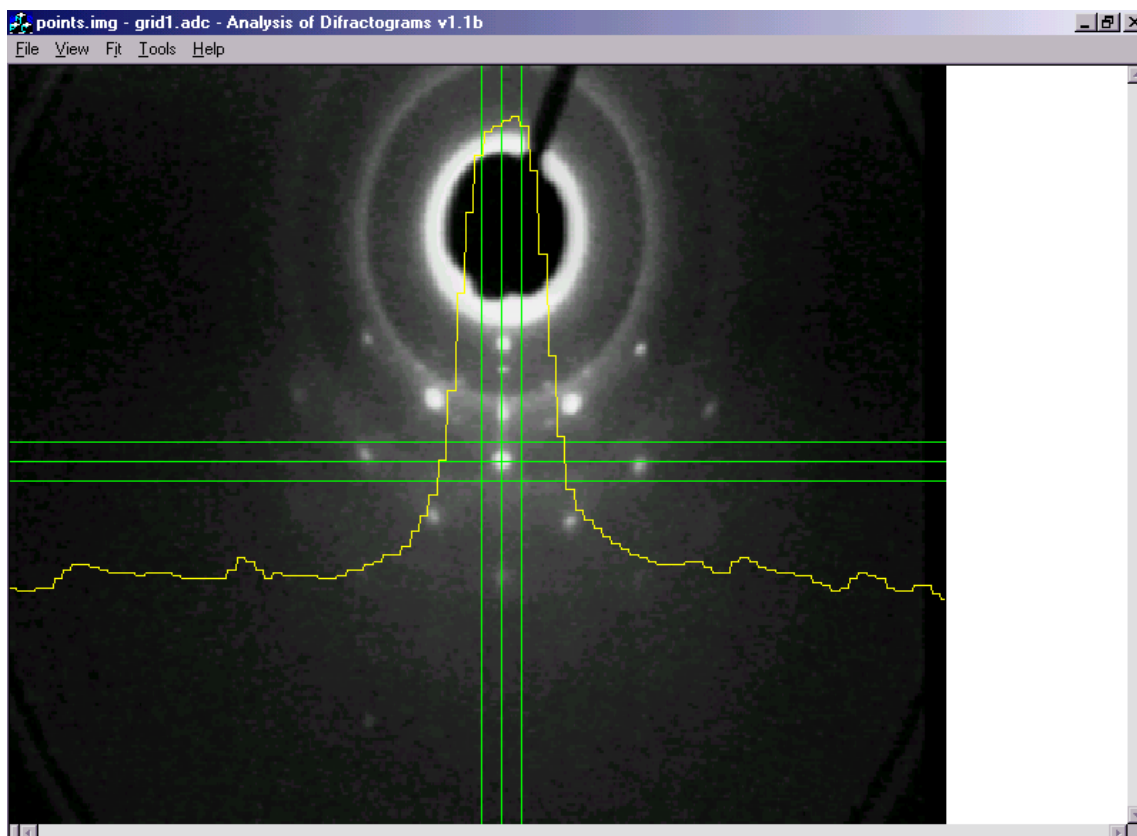 points.img - grid1.adc - Analysis of Difractograms v1.1b
File View Fit Tools Help